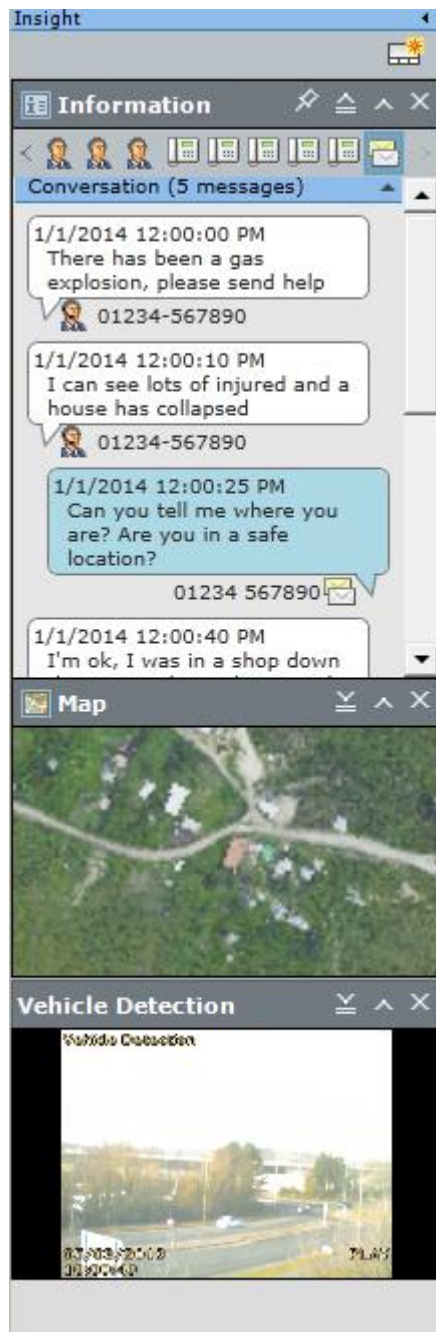 Insight
Information
Conversation (5 messages)
1/1/2014 12:00:00 PM
There has been a gas
explosion, please send help
01234-567890
1/1/2014 12:00:10 PM
I can see lots of injured and a
house has collapsed
01234-567890
1/1/2014 12:00:25 PM
Can you tell me where you
are? Are you in a safe
location?
01234 567890
1/1/2014 12:00:40 PM
I'm ok, I was in a shop down
Map
Vehicle Detection
Vehicle Detection
PLAY